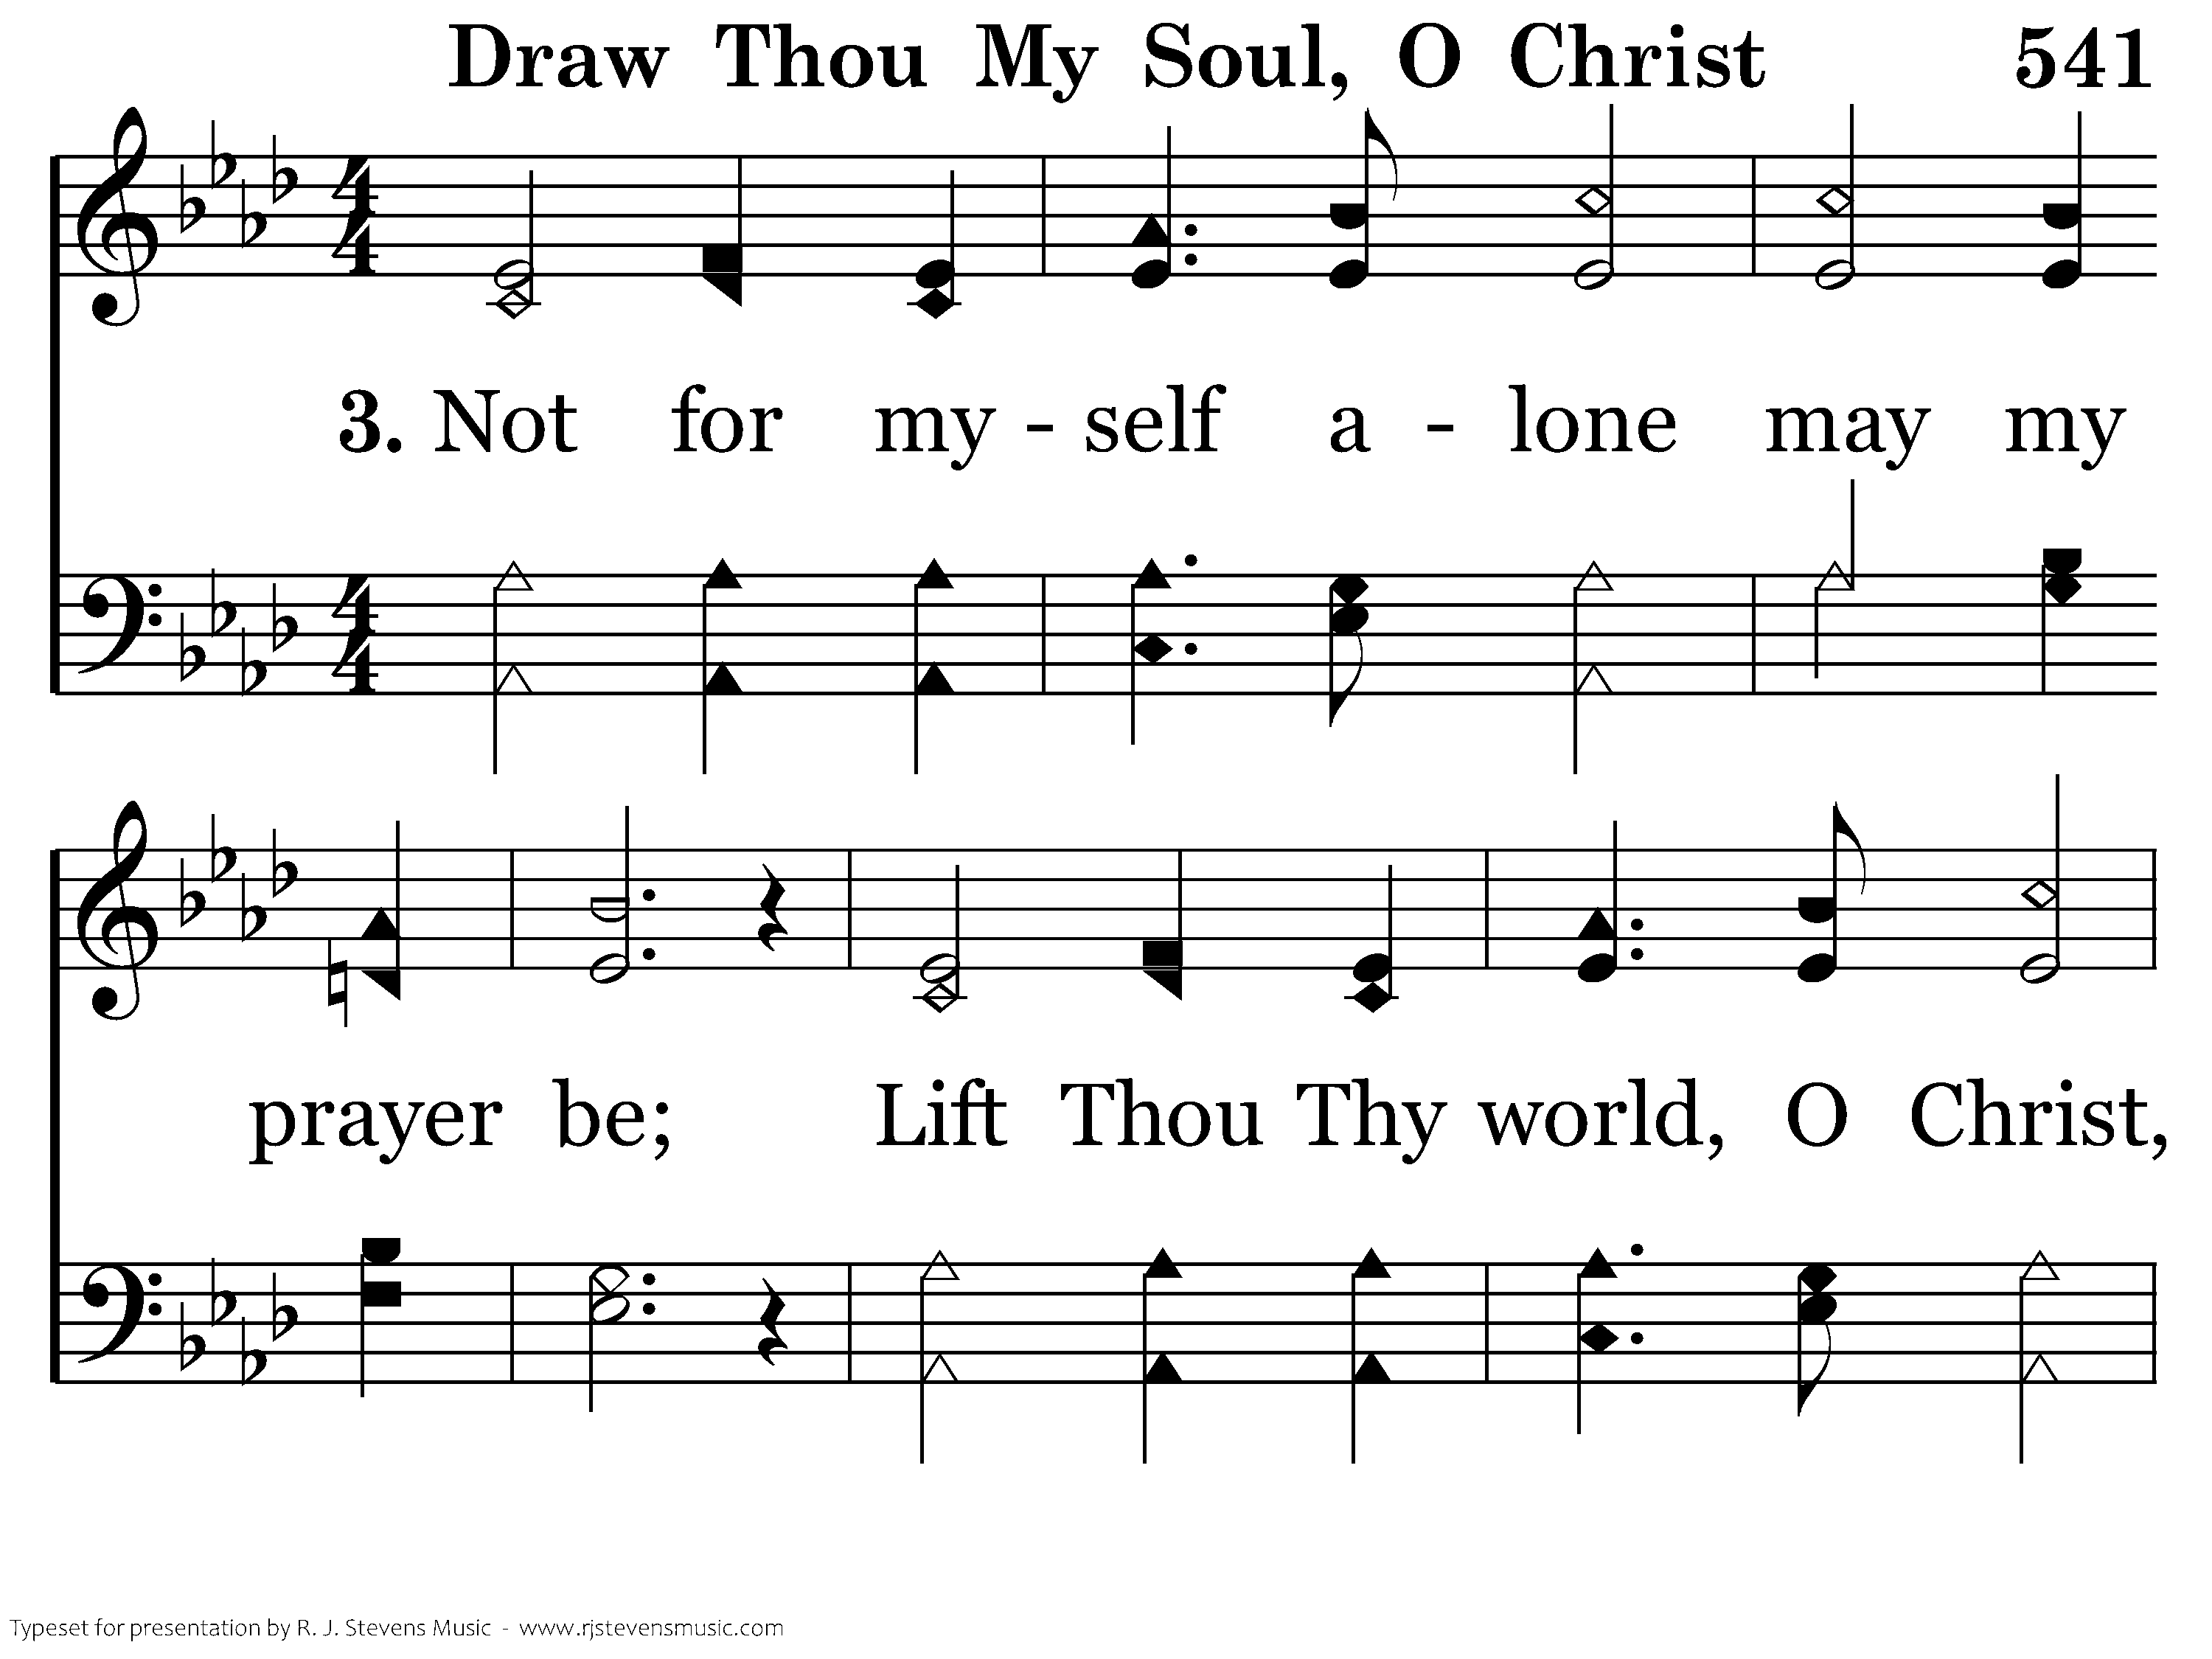 Draw Thou My Soul, O Christ 541
3. Not for my - self a - lone may my
prayer be; Lift Thou Thy world, O Christ,
Typeset for presentation by R. J. Stevens Music - www.rjstevensmusic.com